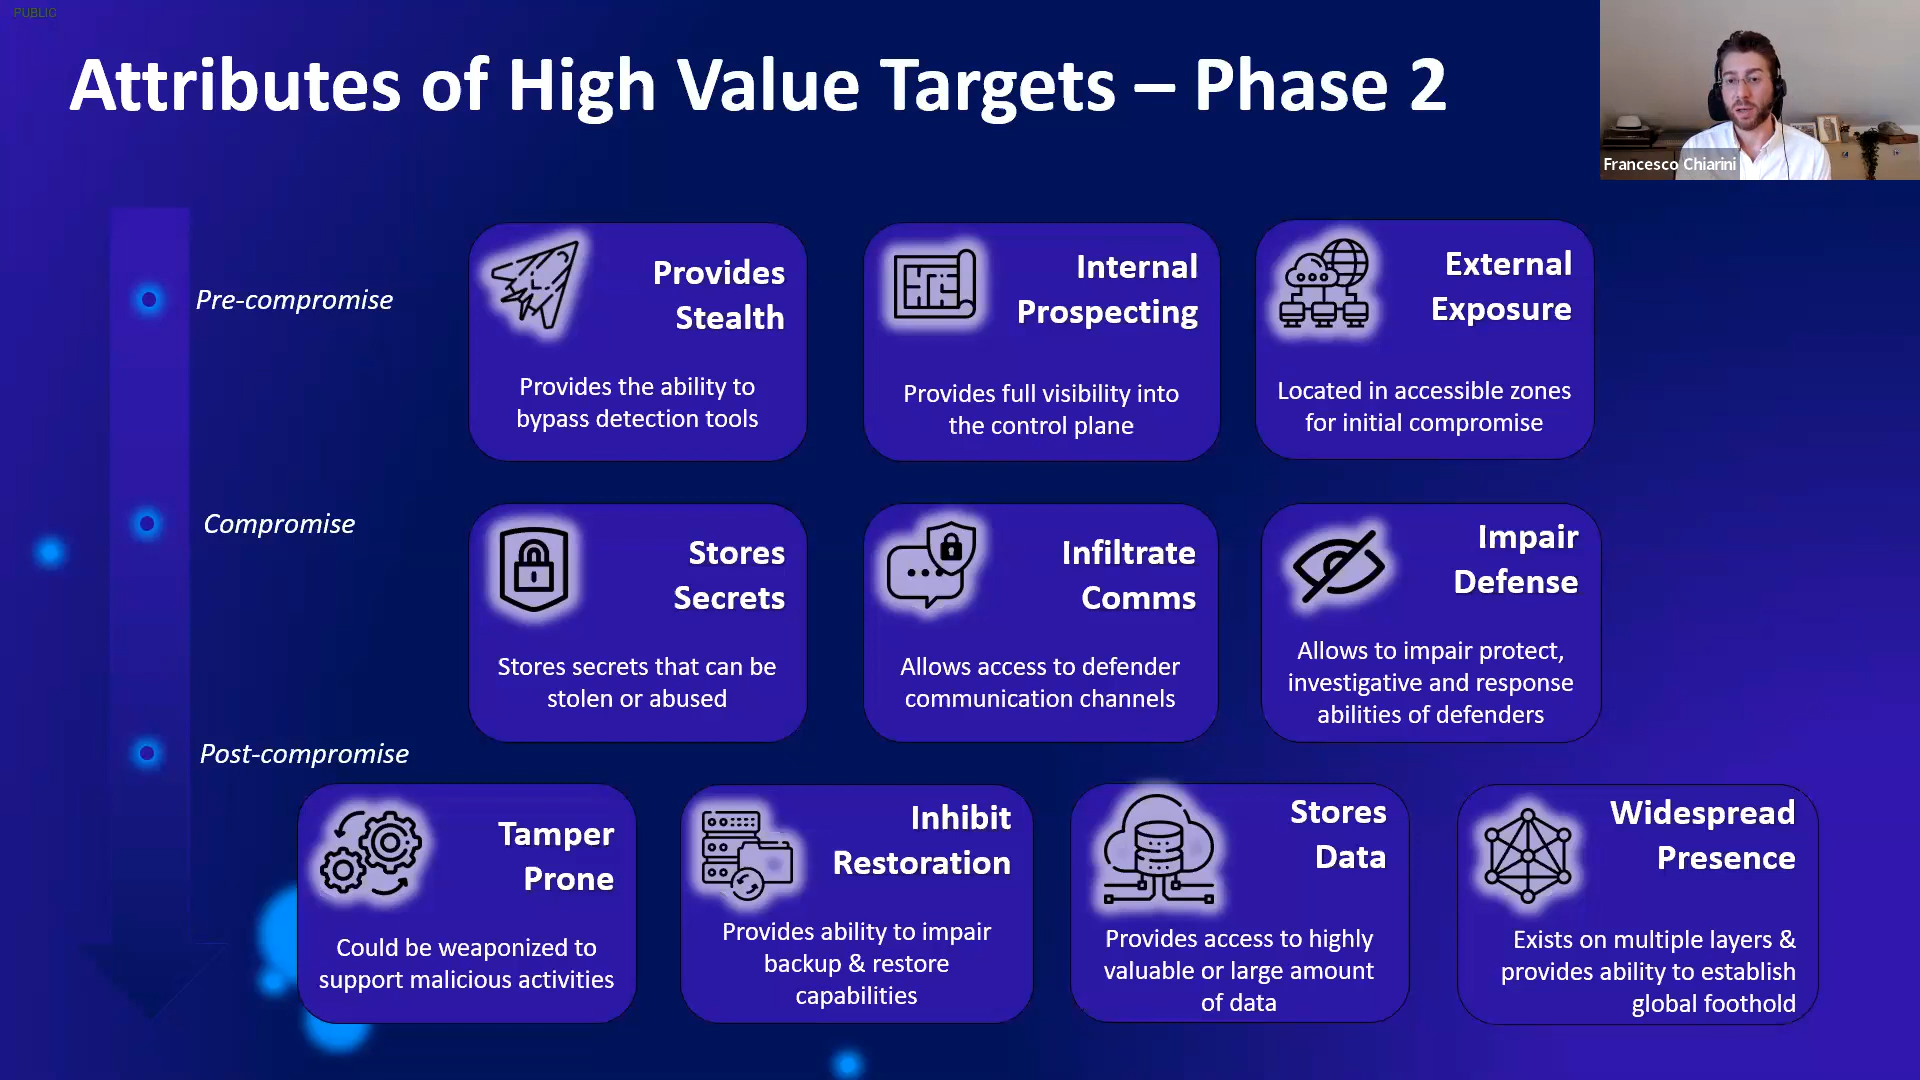 PUBLIC
Attributes of High Value Targets – Phase 2
Francesco Chiarini
Pre-compromise
Provides
Stealth
Provides the ability to
bypass detection tools
Internal
Prospecting
Provides full visibility into
the control plane
External
Exposure
Located in accessible zones
for initial compromise
Compromise
Stores
Secrets
Stores secrets that can be
stolen or abused
Infiltrate
Comms
Allows access to defender
communication channels
Impair
Defense
Allows to impair protect,
investigative and response
abilities of defenders
Post-compromise
Tamper
Prone
Could be weaponized to
support malicious activities
Inhibit
Restoration
Provides ability to impair
backup & restore
capabilities
Stores
Data
Provides access to highly
valuable or large amount
of data
Widespread
Presence
Exists on multiple layers &
provides ability to establish
global foothold